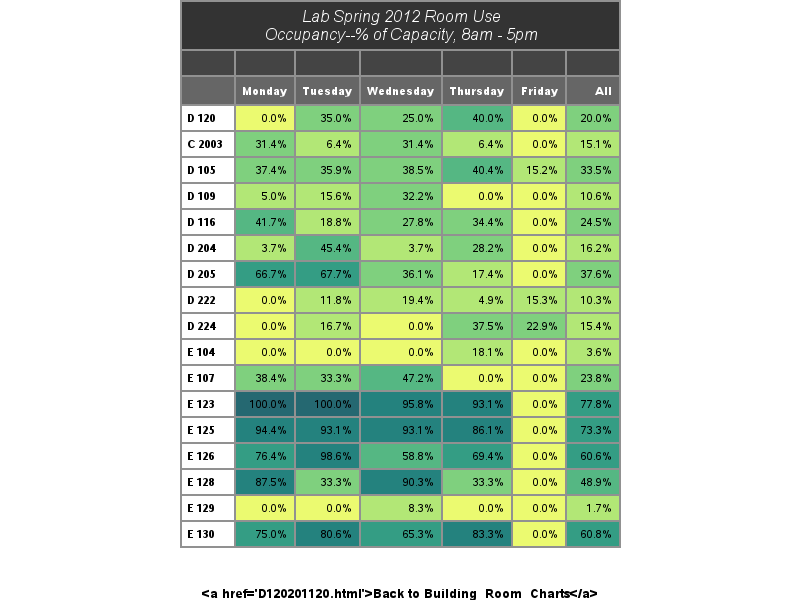 Lab Spring 2012 Room Use
Occupancy--% of Capacity, 8am - 5pm
Monday Tuesday Wednesday Thursday Friday All
D 120 0.0% 35.0% 25.0% 40.0% 0.0% 20.0%
C 2003 31.4% 6.4% 31.4% 6.4% 0.0% 15.1%
D 105 37.4% 35.9% 38.5% 40.4% 15.2% 33.5%
D 109 5.0% 15.6% 32.2% 0.0% 0.0% 10.6%
D 116 41.7% 18.8% 27.8% 34.4% 0.0% 24.5%
D 204 3.7% 45.4% 3.7% 28.2% 0.0% 16.2%
D 205 66.7% 67.7% 36.1% 17.4% 0.0% 37.6%
D 222 0.0% 11.8% 19.4% 4.9% 15.3% 10.3%
D 224 0.0% 16.7% 0.0% 37.5% 22.9% 15.4%
E 104 0.0% 0.0% 0.0% 18.1% 0.0% 3.6%
E 107 38.4% 33.3% 47.2% 0.0% 0.0% 23.8%
E 123 100.0% 100.0% 95.8% 93.1% 0.0% 77.8%
E 125 94.4% 93.1% 93.1% 86.1% 0.0% 73.3%
E 126 76.4% 98.6% 58.8% 69.4% 0.0% 60.6%
E 128 87.5% 33.3% 90.3% 33.3% 0.0% 48.9%
E 129 0.0% 0.0% 8.3% 0.0% 0.0% 1.7%
E 130 75.0% 80.6% 65.3% 83.3% 0.0% 60.8%
<a href='D120201120.html'>Back to Building_Room_Charts</a>